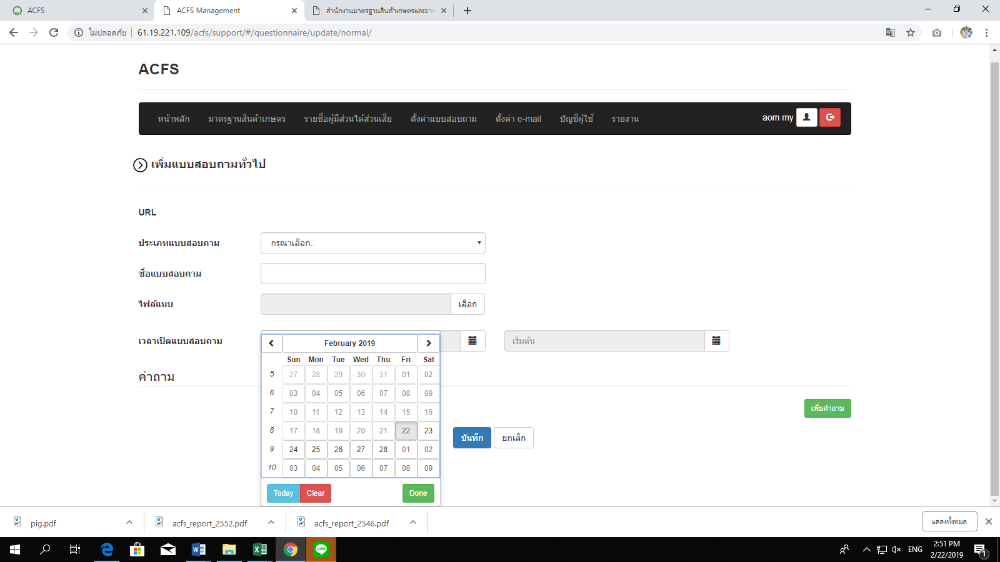 ACFS
ACFS Management
สำนักงานมาตรฐานสินค้าเกษตรและอาห
ไม่ปลอดภัย
61.19.221.109/acfs/support/#/questionnaire/update/normal/
ACFS
หน้าหลัก มาตรฐานสินค้าเกษตร รายชื่อผู้มีส่วนได้ส่วนเสีย ตั้งค่าแบบสอบถาม ตั้งค่า e-mail บัญชีผู้ใช้ รายงาน aom my
เพิ่มแบบสอบถามทั่วไป
URL
ประเภทแบบสอบถาม กรุณาเลือก..
ชื่อแบบสอบถาม
ไฟล์แนบ เลือก
เวลาเปิดแบบสอบถาม เริ่มต้น
February 2019
Sun Mon Tue Wed Thu Fri Sat
5 27 28 29 30 31 01 02
6 03 04 05 06 07 08 09
7 10 11 12 13 14 15 16
8 17 18 19 20 21 22 23
9 24 25 26 27 28 01 02
10 03 04 05 06 07 08 09
Today Clear Done
คำถาม
เพิ่มคำถาม
บันทึก ยกเลิก
pig.pdf acfs_report_2552.pdf acfs_report_2546.pdf แสดงทั้งหมด
LINE
ENG
2:51 PM
2/22/2019
1